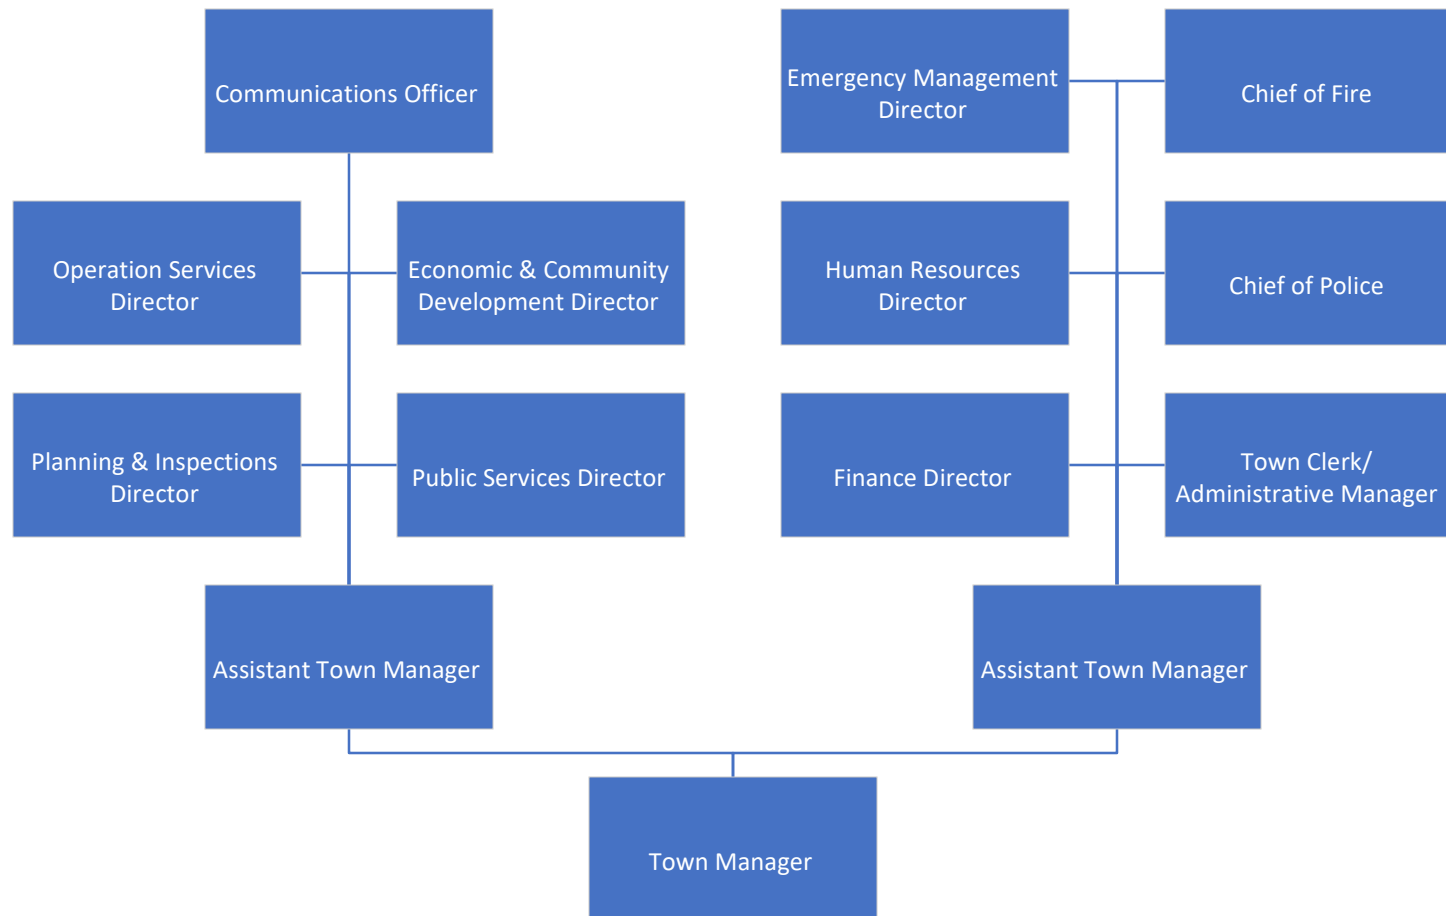 Communications Officer
Emergency Management
Director
Chief of Fire
Operation Services
Director
Economic & Community
Development Director
Human Resources
Director
Chief of Police
Planning & Inspections
Director
Public Services Director
Finance Director
Town Clerk/
Administrative Manager
Assistant Town Manager
Assistant Town Manager
Town Manager